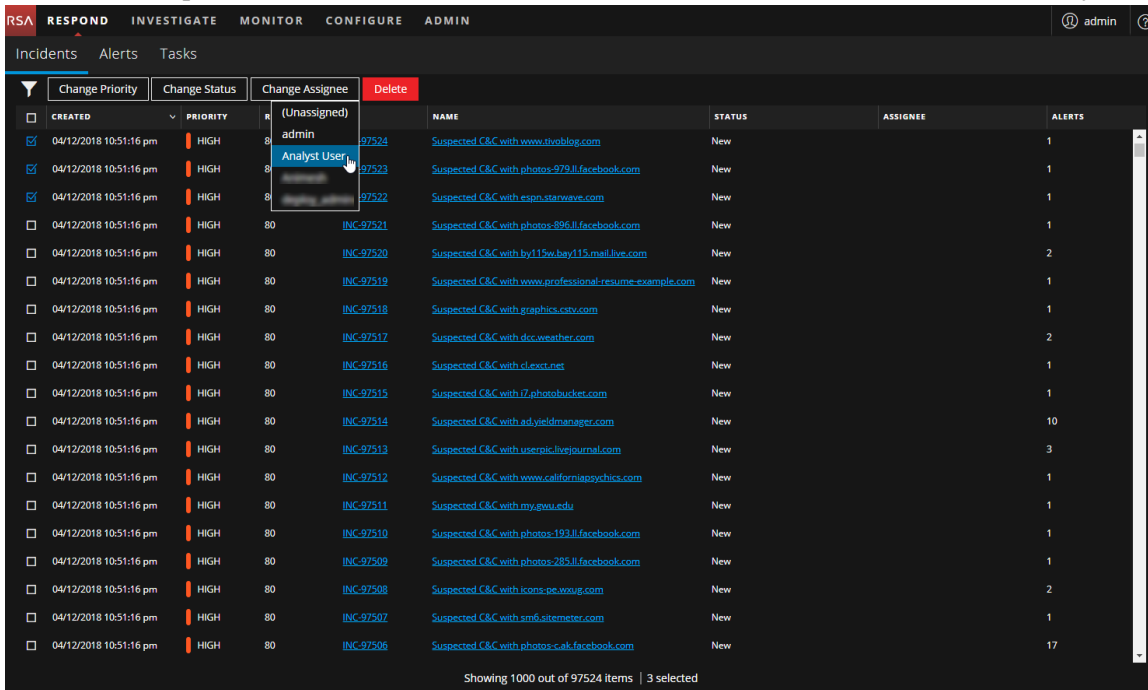 RSA RESPOND INVESTIGATE MONITOR CONFIGURE ADMIN admin
Incidents Alerts Tasks
Change Priority Change Status Change Assignee Delete
CREATED PRIORITY R NAME STATUS ASSIGNEE ALERTS
(Unassigned)
admin
Analyst User
04/12/2018 10:51:16 pm HIGH 80 -97524 Suspected C&C with www.tivoblog.com New 1
04/12/2018 10:51:16 pm HIGH 8 -97523 Suspected C&C with photos-979.ll.facebook.com New 1
04/12/2018 10:51:16 pm HIGH 8 -97522 Suspected C&C with espn.starwave.com New 1
04/12/2018 10:51:16 pm HIGH 80 INC-97521 Suspected C&C with photos-896.ll.facebook.com New 1
04/12/2018 10:51:16 pm HIGH 80 INC-97520 Suspected C&C with by115w.bay115.mail.live.com New 2
04/12/2018 10:51:16 pm HIGH 80 INC-97519 Suspected C&C with www.professional-resume-example.com New 1
04/12/2018 10:51:16 pm HIGH 80 INC-97518 Suspected C&C with graphics.cstv.com New 1
04/12/2018 10:51:16 pm HIGH 80 INC-97517 Suspected C&C with dcc.weather.com New 2
04/12/2018 10:51:16 pm HIGH 80 INC-97516 Suspected C&C with cl.exct.net New 1
04/12/2018 10:51:16 pm HIGH 80 INC-97515 Suspected C&C with i7.photobucket.com New 1
04/12/2018 10:51:16 pm HIGH 80 INC-97514 Suspected C&C with ad.yieldmanager.com New 10
04/12/2018 10:51:16 pm HIGH 80 INC-97513 Suspected C&C with userpic.livejournal.com New 3
04/12/2018 10:51:16 pm HIGH 80 INC-97512 Suspected C&C with www.californiapsychics.com New 1
04/12/2018 10:51:16 pm HIGH 80 INC-97511 Suspected C&C with my.gwu.edu New 1
04/12/2018 10:51:16 pm HIGH 80 INC-97510 Suspected C&C with photos-193.ll.facebook.com New 1
04/12/2018 10:51:16 pm HIGH 80 INC-97509 Suspected C&C with photos-285.ll.facebook.com New 1
04/12/2018 10:51:16 pm HIGH 80 INC-97508 Suspected C&C with icons-pe.wxug.com New 2
04/12/2018 10:51:16 pm HIGH 80 INC-97507 Suspected C&C with sm6.sitemeter.com New 1
04/12/2018 10:51:16 pm HIGH 80 INC-97506 Suspected C&C with photos-c.ak.facebook.com New 17
Showing 1000 out of 97524 items | 3 selected